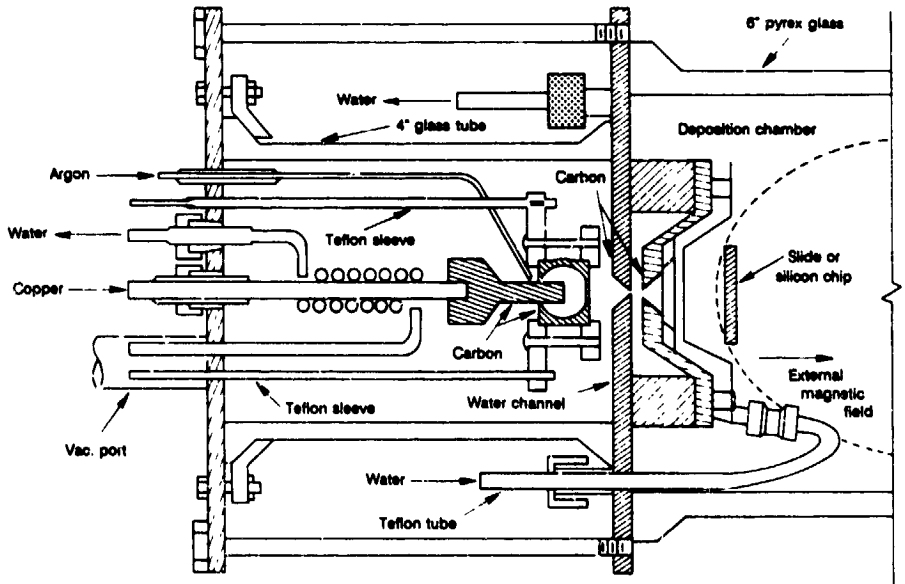 6" pyrex glass
Water
4" glass tube
Deposition chamber
Argon
Carbon
Teflon sleeve
Water
Slide or
silicon chip
Copper
Carbon
External
magnetic
field
Water channel
Teflon sleeve
Vac. port
Water
Teflon tube